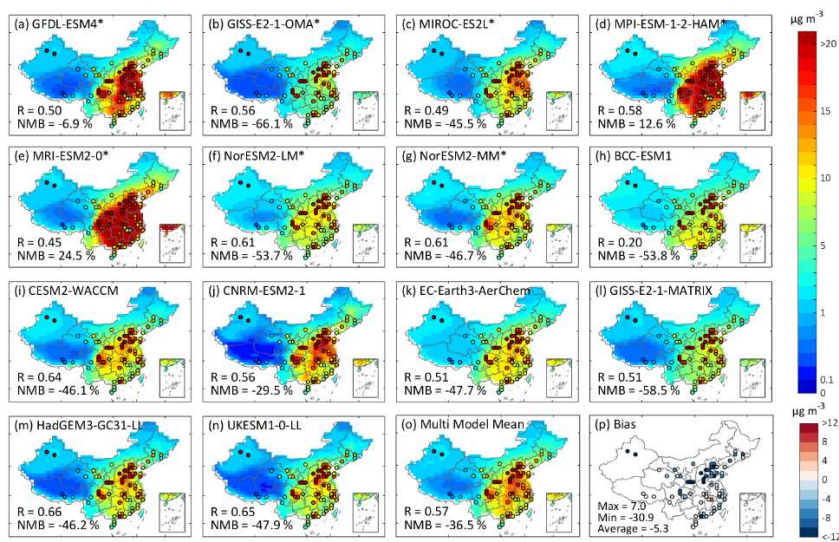 (a) GFDL-ESM4*
R = 0.50
NMB = -6.9 %
(b) GISS-E2-1-OMA*
R = 0.56
NMB = -66.1 %
(c) MIROC-ES2L*
R = 0.49
NMB = -45.5 %
(d) MPI-ESM-1-2-HAM*
R = 0.58
NMB = 12.6 %
(e) MRI-ESM2-0*
R = 0.45
NMB = 24.5 %
(f) NorESM2-LM*
R = 0.61
NMB = -53.7 %
(g) NorESM2-MM*
R = 0.61
NMB = -46.7 %
(h) BCC-ESM1
R = 0.20
NMB = -53.8 %
(i) CESM2-WACCM
R = 0.64
NMB = -46.1 %
(j) CNRM-ESM2-1
R = 0.56
NMB = -29.5 %
(k) EC-Earth3-AerChem
R = 0.51
NMB = -47.7 %
(l) GISS-E2-1-MATRIX
R = 0.51
NMB = -58.5 %
(m) HadGEM3-GC31-LL
R = 0.66
NMB = -46.2 %
(n) UKESM1-0-LL
R = 0.65
NMB = -47.9 %
(o) Multi Model Mean
R = 0.57
NMB = -36.5 %
(p) Bias
Max = 7.0
Min = -30.9
Average = -5.3
µg m⁻³
>20
15
10
5
3
1
0.1
0
µg m⁻³
>12
8
4
0
-4
-8